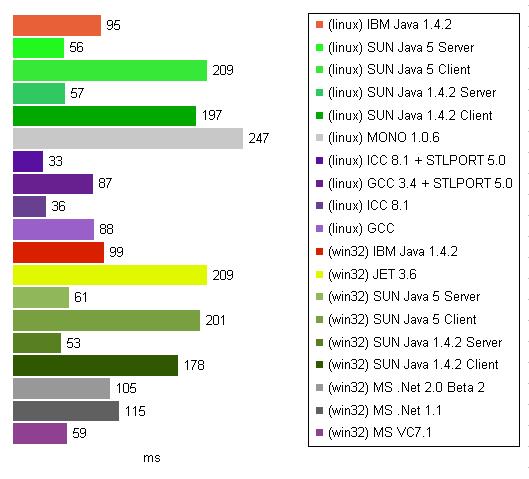 95 (linux) IBM Java 1.4.2
56 (linux) SUN Java 5 Server
209 (linux) SUN Java 5 Client
57 (linux) SUN Java 1.4.2 Server
197 (linux) SUN Java 1.4.2 Client
247 (linux) MONO 1.0.6
33 (linux) ICC 8.1 + STLPORT 5.0
87 (linux) GCC 3.4 + STLPORT 5.0
36 (linux) ICC 8.1
88 (linux) GCC
99 (win32) IBM Java 1.4.2
209 (win32) JET 3.6
61 (win32) SUN Java 5 Server
201 (win32) SUN Java 5 Client
53 (win32) SUN Java 1.4.2 Server
178 (win32) SUN Java 1.4.2 Client
105 (win32) MS .Net 2.0 Beta 2
115 (win32) MS .Net 1.1
59 (win32) MS VC7.1
ms